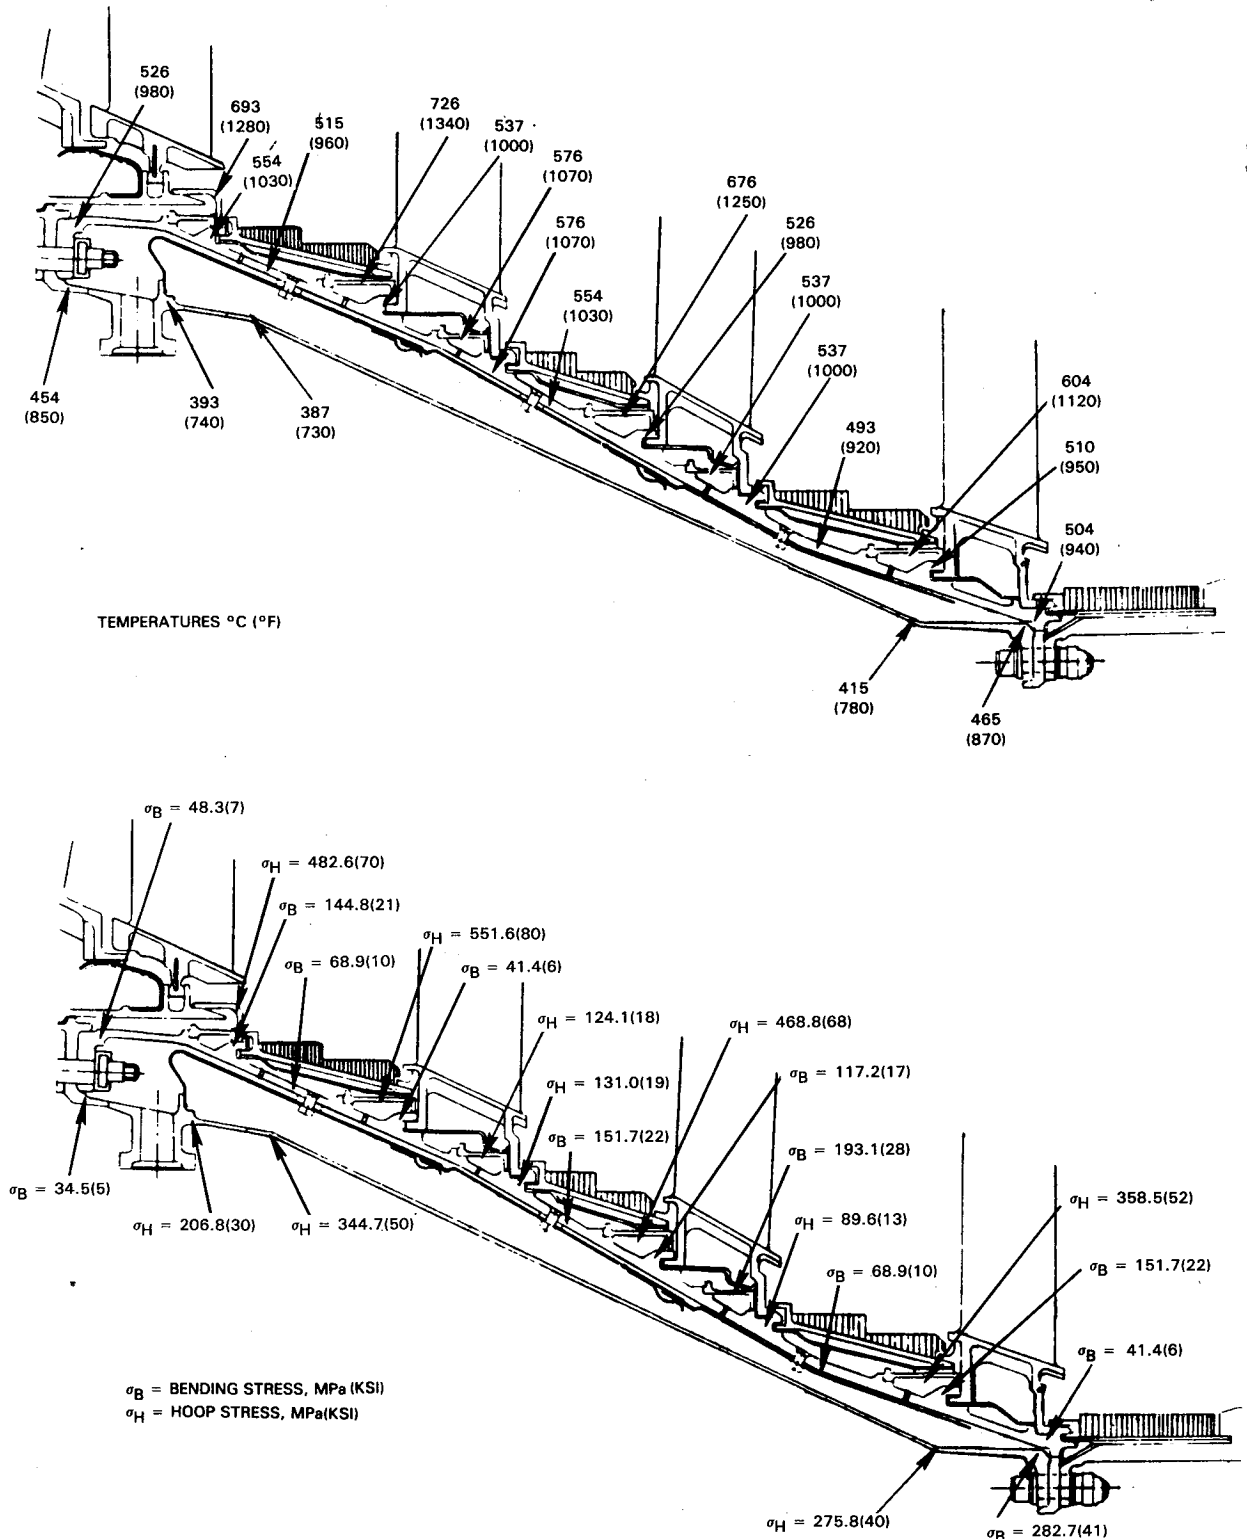 526
(980)
693
(1280)
554
(1030)
515
(960)
726
(1340)
537
(1000)
576
(1070)
576
(1070)
554
(1030)
676
(1250)
526
(980)
537
(1000)
537
(1000)
493
(920)
604
(1120)
510
(950)
504
(940)
454
(850)
393
(740)
387
(730)
415
(780)
465
(870)
TEMPERATURES °C (°F)
σB = 48.3(7)
σH = 482.6(70)
σB = 144.8(21)
σH = 551.6(80)
σB = 68.9(10)
σB = 41.4(6)
σH = 124.1(18)
σH = 468.8(68)
σH = 131.0(19)
σB = 117.2(17)
σB = 151.7(22)
σB = 193.1(28)
σB = 34.5(5)
σH = 206.8(30)
σH = 344.7(50)
σH = 89.6(13)
σH = 358.5(52)
σB = 68.9(10)
σB = 151.7(22)
σB = 41.4(6)
σB = BENDING STRESS, MPa (KSI)
σH = HOOP STRESS, MPa(KSI)
σH = 275.8(40)
σB = 282.7(41)